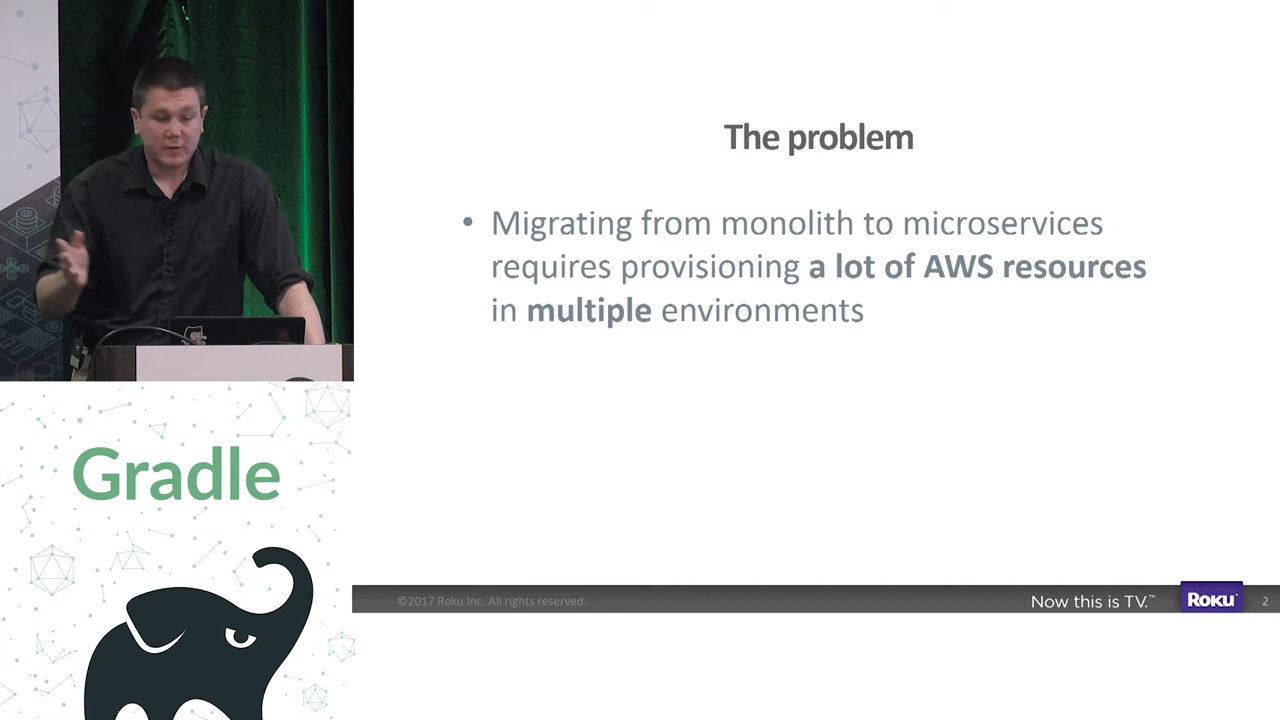 The problem
• Migrating from monolith to microservices
requires provisioning a lot of AWS resources
in multiple environments
Gradle
©2017 Roku Inc. All rights reserved.
Now this is TV.™
Roku
2